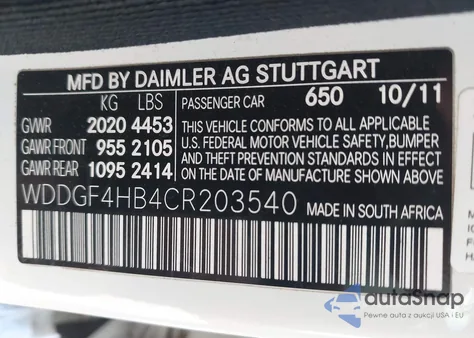 MFD BY DAIMLER AG STUTTGART
KG LBS PASSENGER CAR 650 10/11
GVWR 2020 4453
GAWR FRONT 955 2105
GAWR REAR 1095 2414
THIS VEHICLE CONFORMS TO ALL APPLICABLE
U.S. FEDERAL MOTOR VEHICLE SAFETY, BUMPER
AND THEFT PREVENTION STANDARDS IN EFFECT
ON THE DATE OF MANUFACTURE SHOWN ABOVE.
WDDGF4HB4CR203540 MADE IN SOUTH AFRICA
autoSnap
Pewne auta z aukcji USA i EU